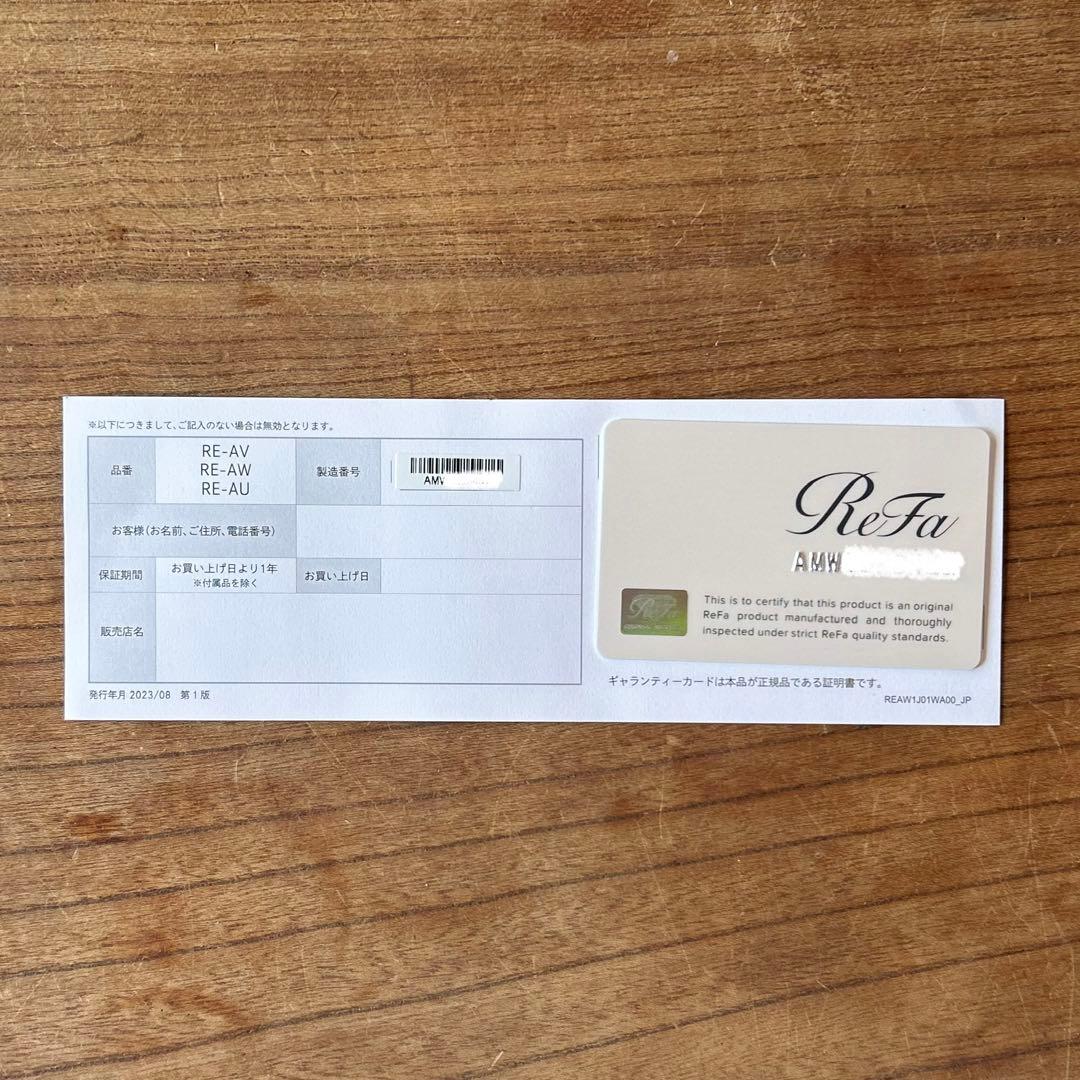 ※以下につきまして、ご記入のない場合は無効となります。
品番
RE-AV
RE-AW
RE-AU
製造番号
AMW
お客様(お名前、ご住所、電話番号)
保証期間
お買い上げ日より1年
※付属品を除く
お買い上げ日
販売店名
発行年月 2023/08 第1版
ReFa
AMW
ReFa
This is to certify that this product is an original
ReFa product manufactured and thoroughly
inspected under strict ReFa quality standards.
ギャランティーカードは本品が正規品である証明書です。
REAW1J01WA00_JP